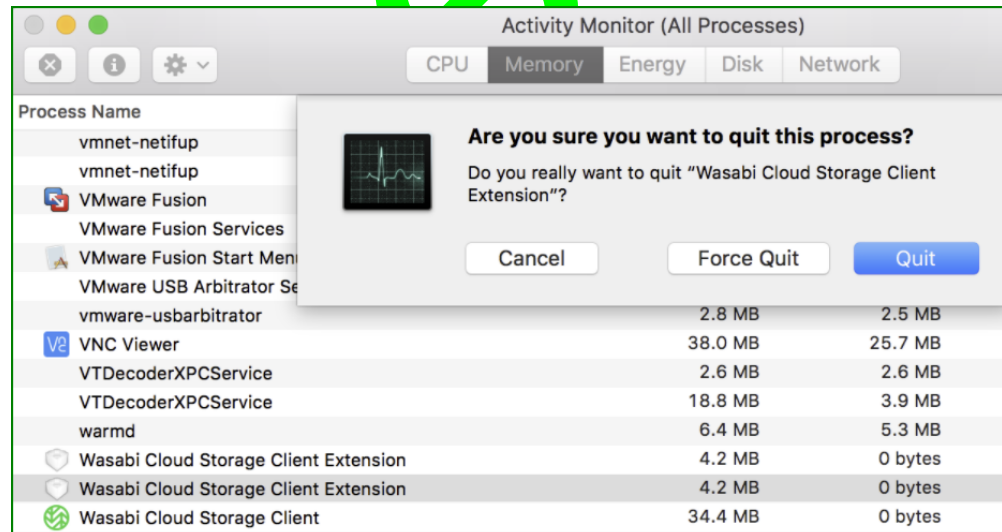 Activity Monitor (All Processes)
CPU Memory Energy Disk Network
Process Name
Are you sure you want to quit this process?
Do you really want to quit “Wasabi Cloud Storage Client
Extension”?
Cancel Force Quit Quit
vmnet-netifup
vmnet-netifup
VMware Fusion
VMware Fusion Services
VMware Fusion Start Men
VMware USB Arbitrator Se
vmware-usbarbitrator 2.8 MB 2.5 MB
VNC Viewer 38.0 MB 25.7 MB
VTDecoderXPCService 2.6 MB 2.6 MB
VTDecoderXPCService 18.8 MB 3.9 MB
warmd 6.4 MB 5.3 MB
Wasabi Cloud Storage Client Extension 4.2 MB 0 bytes
Wasabi Cloud Storage Client Extension 4.2 MB 0 bytes
Wasabi Cloud Storage Client 34.4 MB 0 bytes